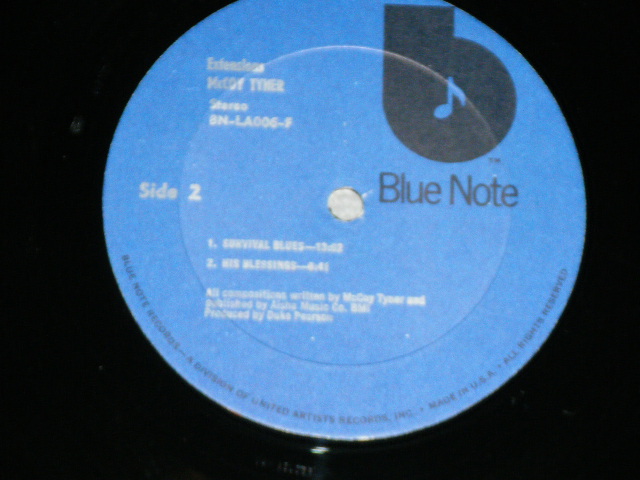 Extensions
McCOY TYNER
Stereo
BN-LA006-F
b
TM
Blue Note
Side 2
1. SURVIVAL BLUES—13:03
2. HIS BLESSINGS—6:41
All compositions written by McCoy Tyner and
published by Aisha Music Co. BMI
Produced by Duke Pearson
BLUE NOTE RECORDS—A DIVISION OF UNITED ARTISTS RECORDS, INC. • MADE IN U.S.A. • ALL RIGHTS RESERVED